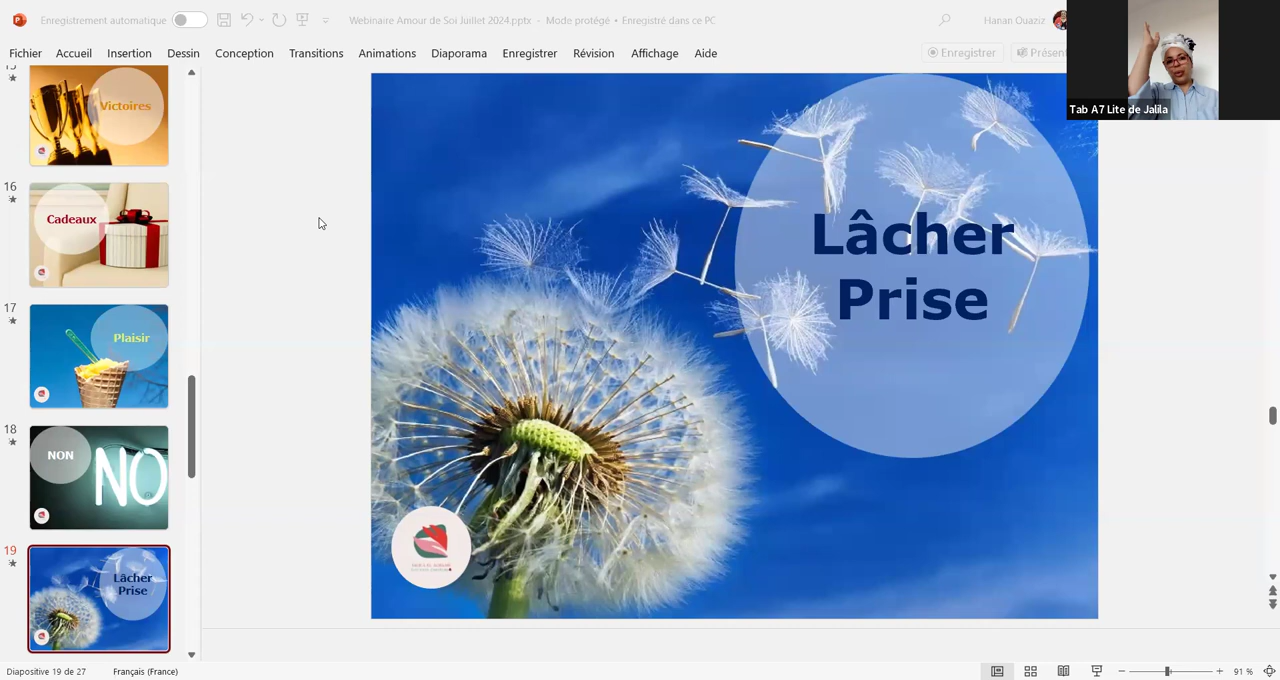 Enregistrement automatique
Webinaire Amour de Soi Juillet 2024.pptx - Mode protégé • Enregistré dans ce PC
Hanan Ouaziz
Fichier Accueil Insertion Dessin Conception Transitions Animations Diaporama Enregistrer Révision Affichage Aide
Enregistrer
Présent
Tab A7 Lite de Jalila
15
Victoires
16
Cadeaux
17
Plaisir
18
NON
NO
19
Lâcher
Prise
Lâcher
Prise
Diapositive 19 de 27 Français (France)
91 %